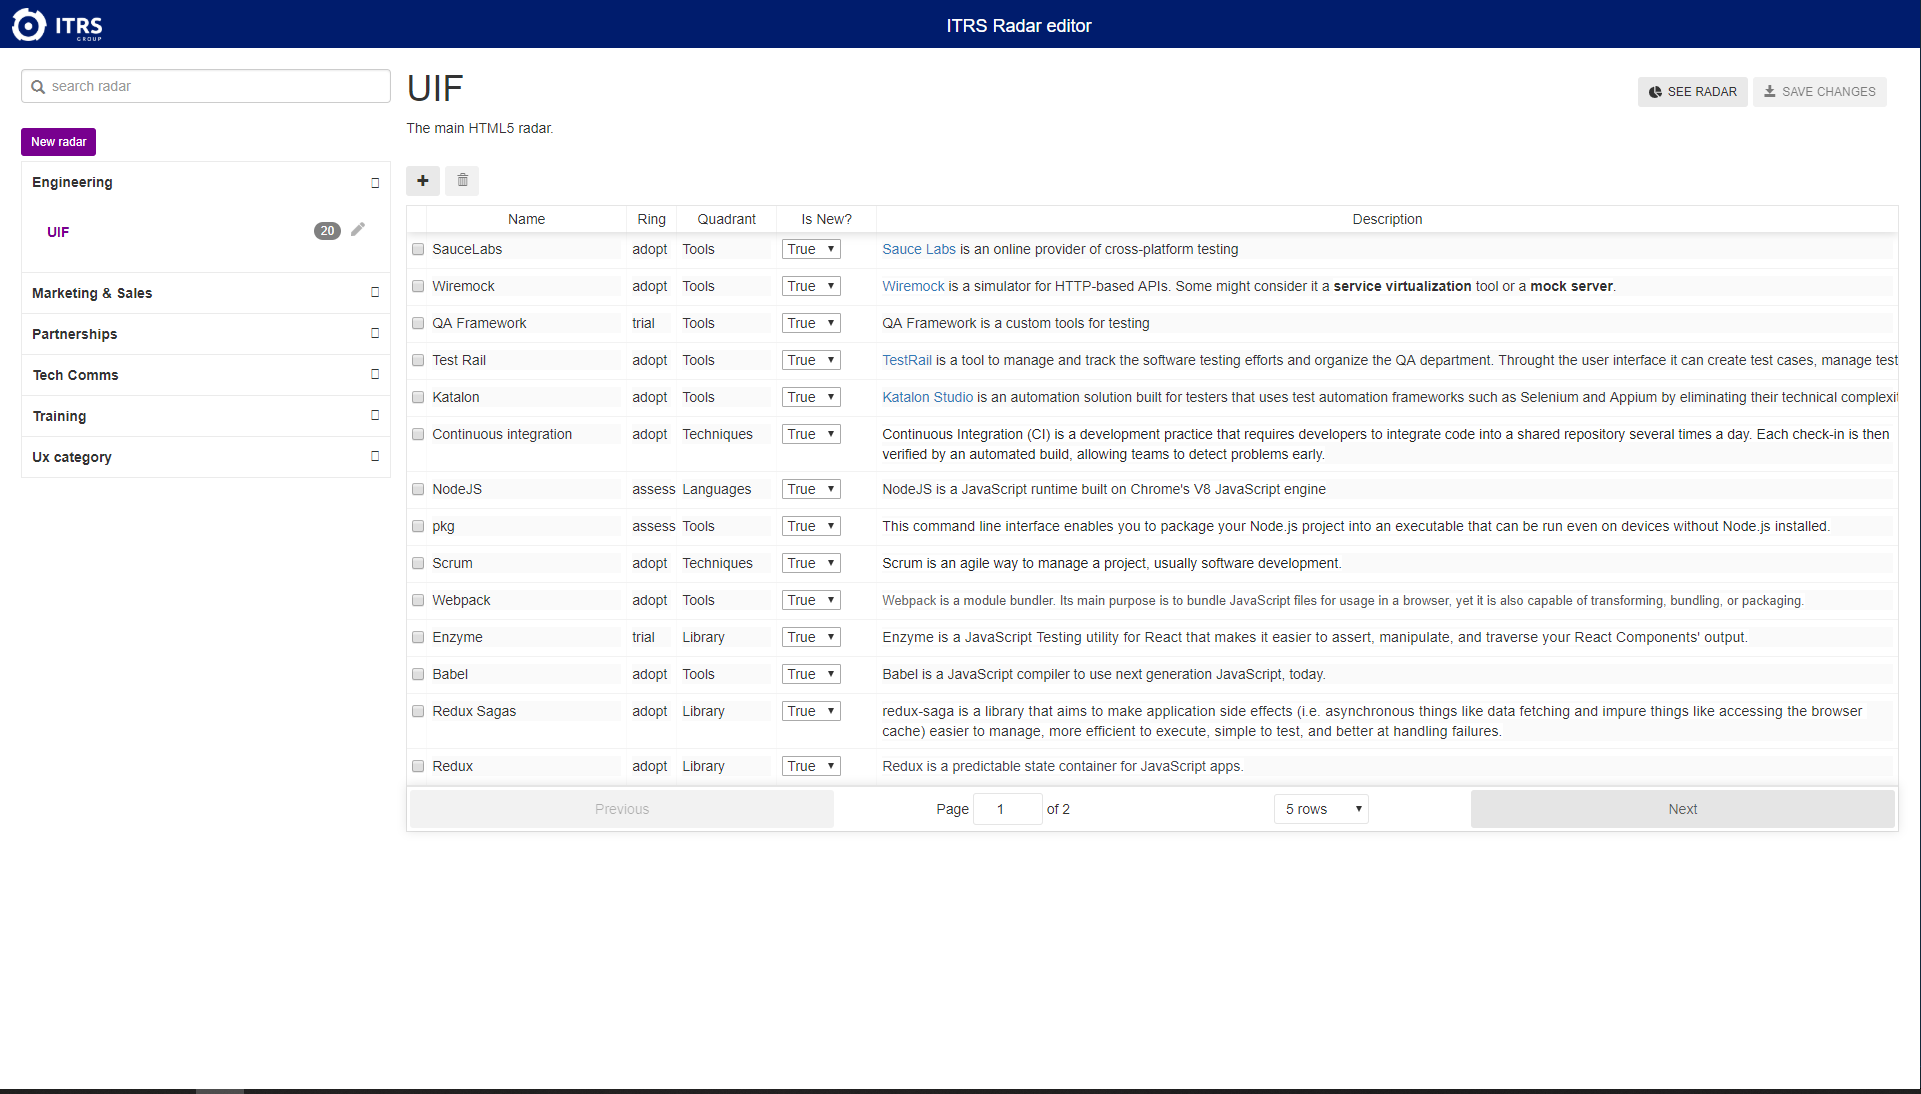 ITRS
GROUP
ITRS Radar editor
search radar
New radar
Engineering
UIF 20
Marketing & Sales
Partnerships
Tech Comms
Training
Ux category
UIF
SEE RADAR SAVE CHANGES
The main HTML5 radar.
Name Ring Quadrant Is New? Description
SauceLabs adopt Tools True Sauce Labs is an online provider of cross-platform testing
Wiremock adopt Tools True Wiremock is a simulator for HTTP-based APIs. Some might consider it a service virtualization tool or a mock server.
QA Framework trial Tools True QA Framework is a custom tools for testing
Test Rail adopt Tools True TestRail is a tool to manage and track the software testing efforts and organize the QA department. Throught the user interface it can create test cases, manage test
Katalon adopt Tools True Katalon Studio is an automation solution built for testers that uses test automation frameworks such as Selenium and Appium by eliminating their technical complexit
Continuous integration adopt Techniques True Continuous Integration (CI) is a development practice that requires developers to integrate code into a shared repository several times a day. Each check-in is then
verified by an automated build, allowing teams to detect problems early.
NodeJS assess Languages True NodeJS is a JavaScript runtime built on Chrome's V8 JavaScript engine
pkg assess Tools True This command line interface enables you to package your Node.js project into an executable that can be run even on devices without Node.js installed.
Scrum adopt Techniques True Scrum is an agile way to manage a project, usually software development.
Webpack adopt Tools True Webpack is a module bundler. Its main purpose is to bundle JavaScript files for usage in a browser, yet it is also capable of transforming, bundling, or packaging.
Enzyme trial Library True Enzyme is a JavaScript Testing utility for React that makes it easier to assert, manipulate, and traverse your React Components' output.
Babel adopt Tools True Babel is a JavaScript compiler to use next generation JavaScript, today.
Redux Sagas adopt Library True redux-saga is a library that aims to make application side effects (i.e. asynchronous things like data fetching and impure things like accessing the browser
cache) easier to manage, more efficient to execute, simple to test, and better at handling failures.
Redux adopt Library True Redux is a predictable state container for JavaScript apps.
Previous Page 1 of 2 5 rows Next